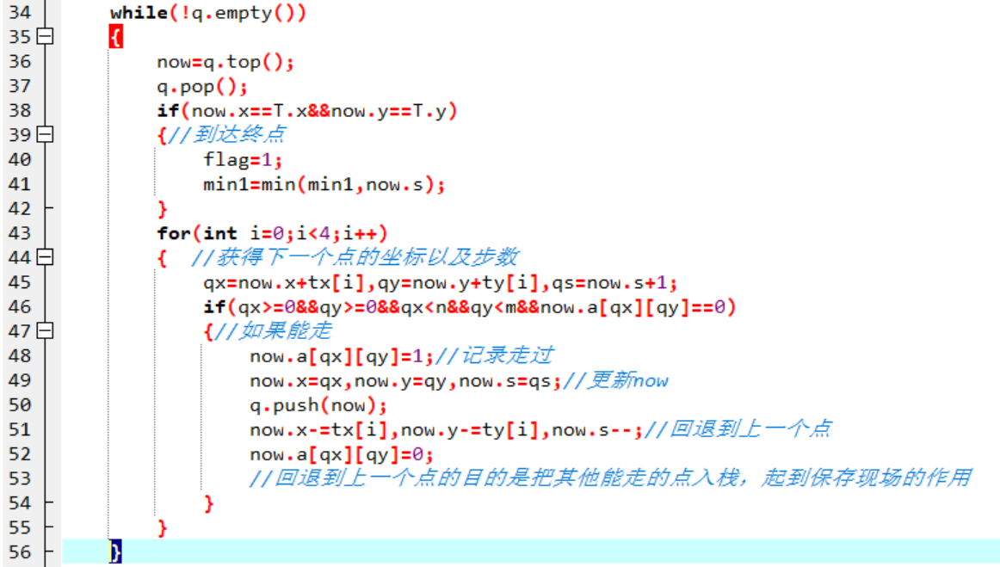 34 while(!q.empty())
35 {
36 now=q.top();
37 q.pop();
38 if(now.x==T.x&&now.y==T.y)
39 {//到达终点
40 flag=1;
41 min1=min(min1,now.s);
42 }
43 for(int i=0;i<4;i++)
44 { //获得下一个点的坐标以及步数
45 qx=now.x+tx[i],qy=now.y+ty[i],qs=now.s+1;
46 if(qx>=0&&qy>=0&&qx<n&&qy<m&&now.a[qx][qy]==0)
47 {//如果能走
48 now.a[qx][qy]=1;//记录走过
49 now.x=qx,now.y=qy,now.s=qs;//更新now
50 q.push(now);
51 now.x-=tx[i],now.y-=ty[i],now.s--;//回退到上一个点
52 now.a[qx][qy]=0;
53 //回退到上一个点的目的是把其他能走的点入栈，起到保存现场的作用
54 }
55 }
56 }